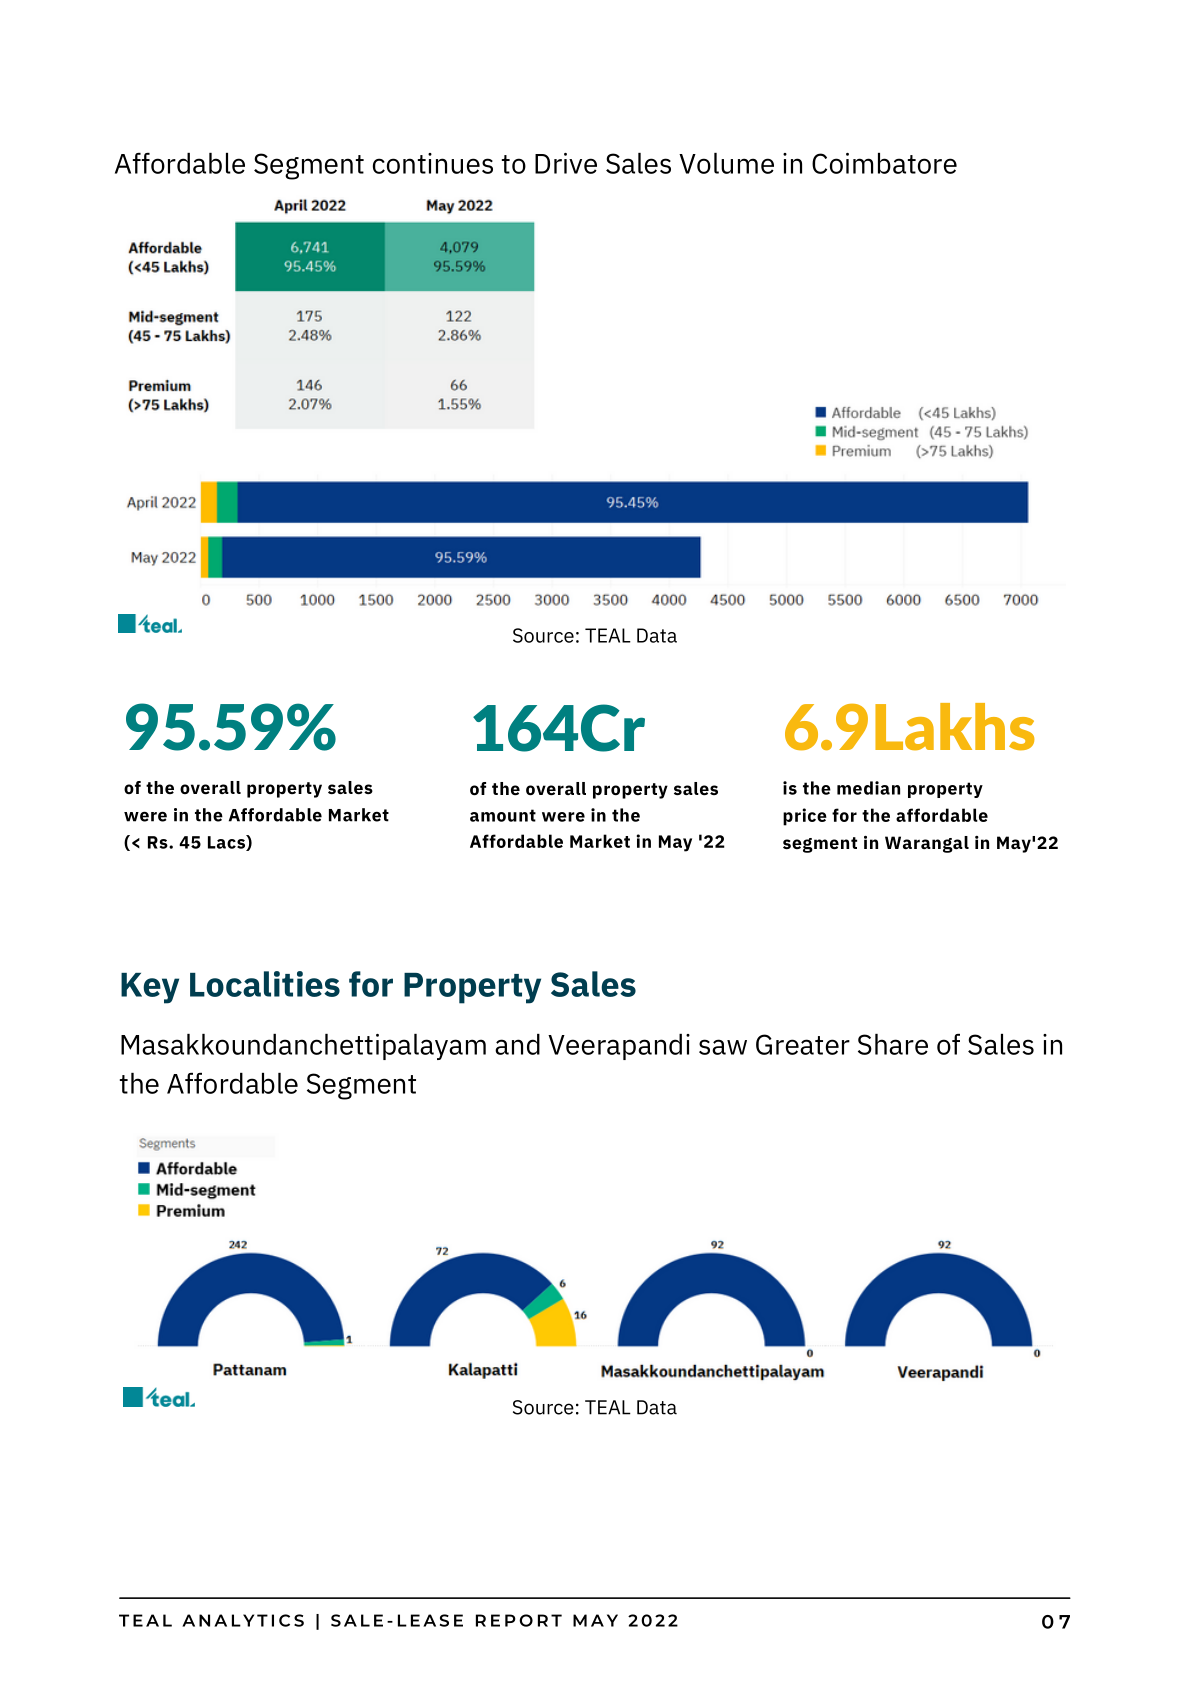 Affordable Segment continues to Drive Sales Volume in Coimbatore
April 2022 May 2022
Affordable 6,741 4,079
(<45 Lakhs) 95.45% 95.59%
Mid-segment 175 122
(45 - 75 Lakhs) 2.48% 2.86%
Premium 146 66
(>75 Lakhs) 2.07% 1.55%
Affordable (<45 Lakhs)
Mid-segment (45 - 75 Lakhs)
Premium (>75 Lakhs)
April 2022 95.45%
May 2022 95.59%
0 500 1000 1500 2000 2500 3000 3500 4000 4500 5000 5500 6000 6500 7000
teal.
Source: TEAL Data
95.59%
of the overall property sales
were in the Affordable Market
(< Rs. 45 Lacs)
164Cr
of the overall property sales
amount were in the
Affordable Market in May '22
6.9Lakhs
is the median property
price for the affordable
segment in Warangal in May'22
Key Localities for Property Sales
Masakkoundanchettipalayam and Veerapandi saw Greater Share of Sales in
the Affordable Segment
Segments
Affordable
Mid-segment
Premium
242 72 92 92
6
16
1
0 0
Pattanam Kalapatti Masakkoundanchettipalayam Veerapandi
teal.
Source: TEAL Data
TEAL ANALYTICS | SALE-LEASE REPORT MAY 2022 07